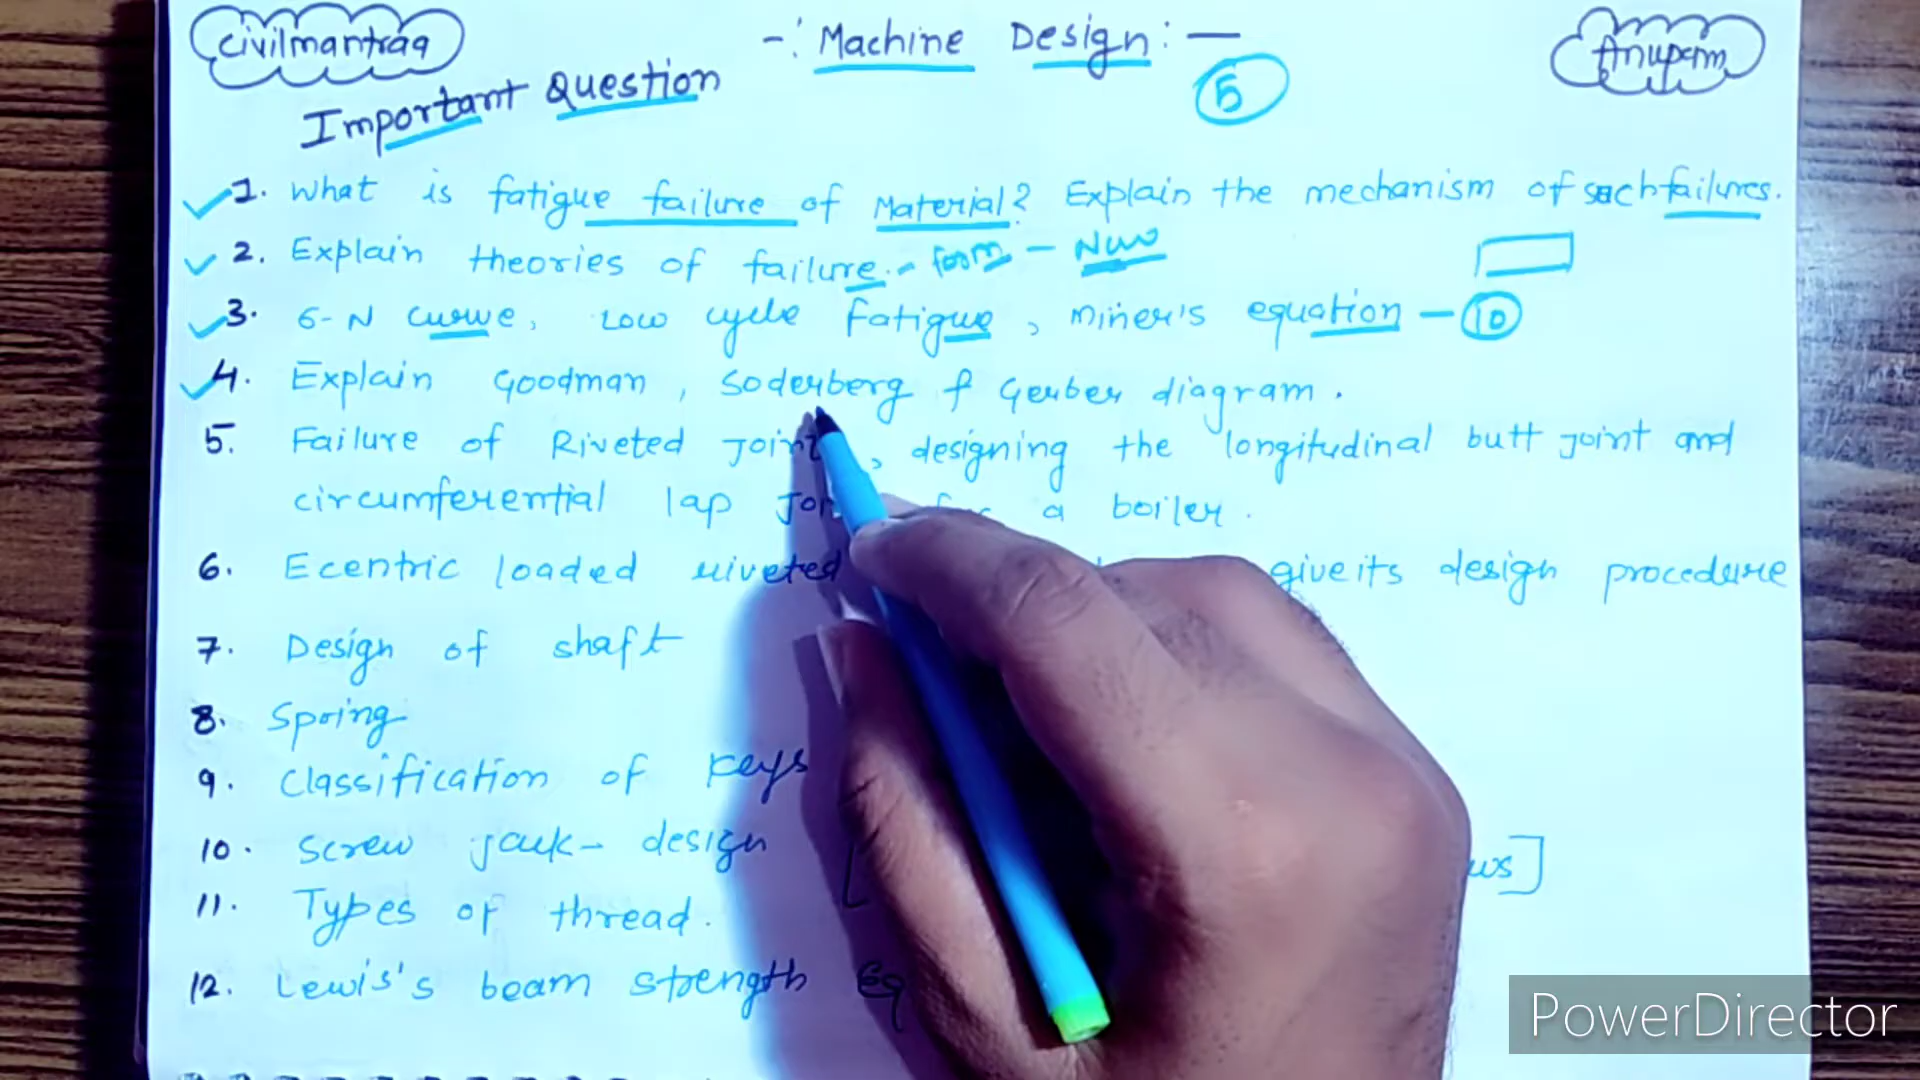 civilmantraa
-: Machine Design :-
Anupam
Important Question
5
1. What is fatigue failure of Material? Explain the mechanism of such failures.
2. Explain theories of failure. - form - Nu
3. 6-N curve, Low cycle fatigue, Miner's equation - 10
4. Explain Goodman, Soderberg & Gerber diagram.
5. Failure of Riveted Joint, designing the longitudinal butt joint and
circumferential lap a boiler.
6. Ecentric loaded riveted give its design procedure
7. Design of shaft
8. Spring
9. Classification of Keys
10. Screw Jack - design [ ]
11. Types of thread.
12. Lewis's beam strength Eq
PowerDirector